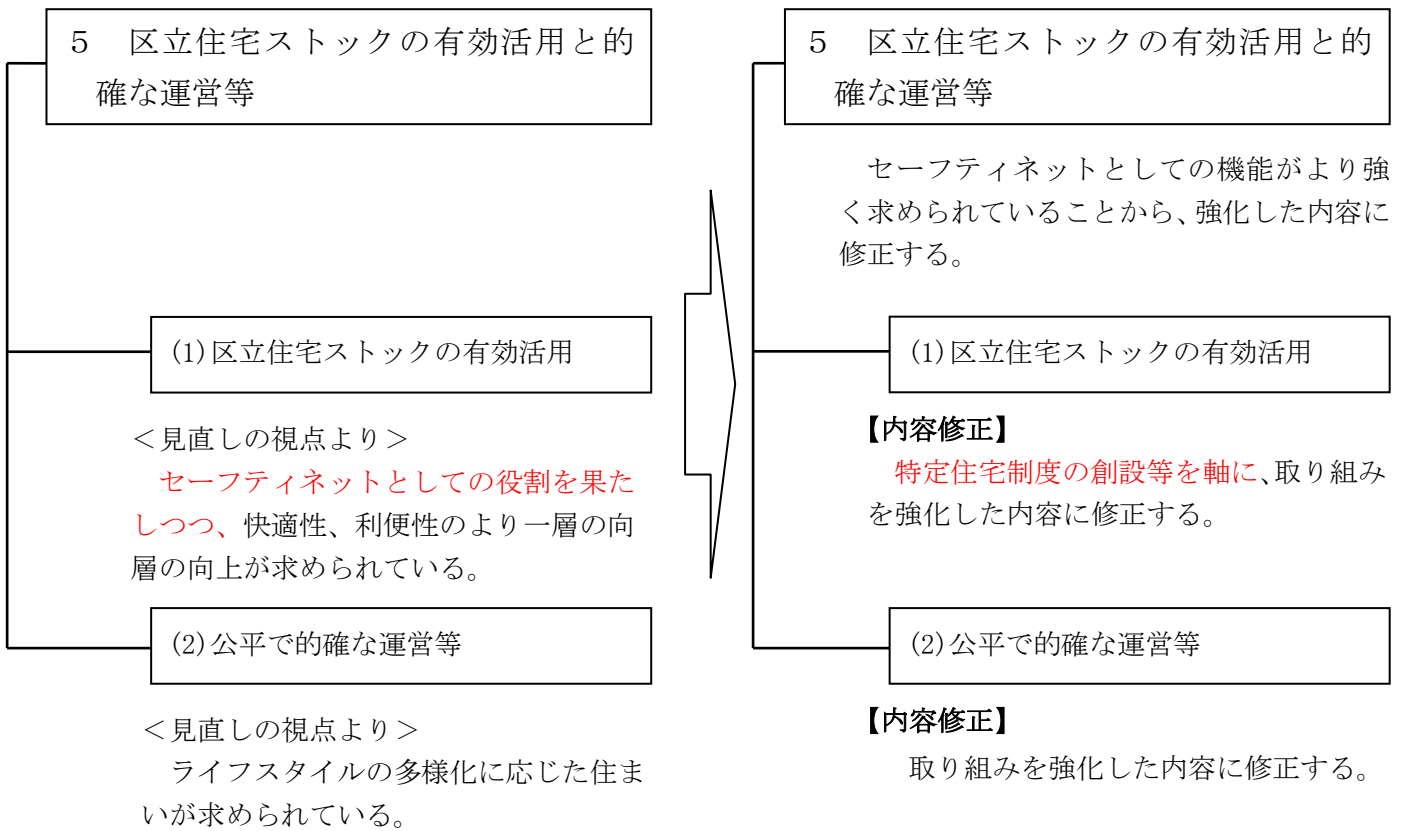 ５　区立住宅ストックの有効活用と的
確な運営等
(1)区立住宅ストックの有効活用
＜見直しの視点より＞
セーフティネットとしての役割を果た
しつつ、快適性、利便性のより一層の向
層の向上が求められている。
(2)公平で的確な運営等
＜見直しの視点より＞
ライフスタイルの多様化に応じた住ま
いが求められている。
５　区立住宅ストックの有効活用と的
確な運営等
セーフティネットとしての機能がより強
く求められていることから、強化した内容に
修正する。
(1)区立住宅ストックの有効活用
【内容修正】
特定住宅制度の創設等を軸に、取り組み
を強化した内容に修正する。
(2)公平で的確な運営等
【内容修正】
取り組みを強化した内容に修正する。